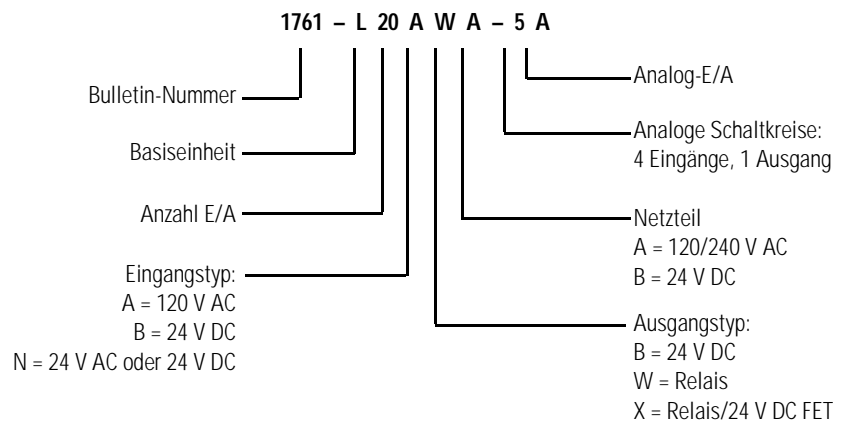 1761 – L 20 A W A – 5 A
Bulletin-Nummer
Basiseinheit
Anzahl E/A
Eingangstyp:
A = 120 V AC
B = 24 V DC
N = 24 V AC oder 24 V DC
Analog-E/A
Analoge Schaltkreise:
4 Eingänge, 1 Ausgang
Netzteil
A = 120/240 V AC
B = 24 V DC
Ausgangstyp:
B = 24 V DC
W = Relais
X = Relais/24 V DC FET